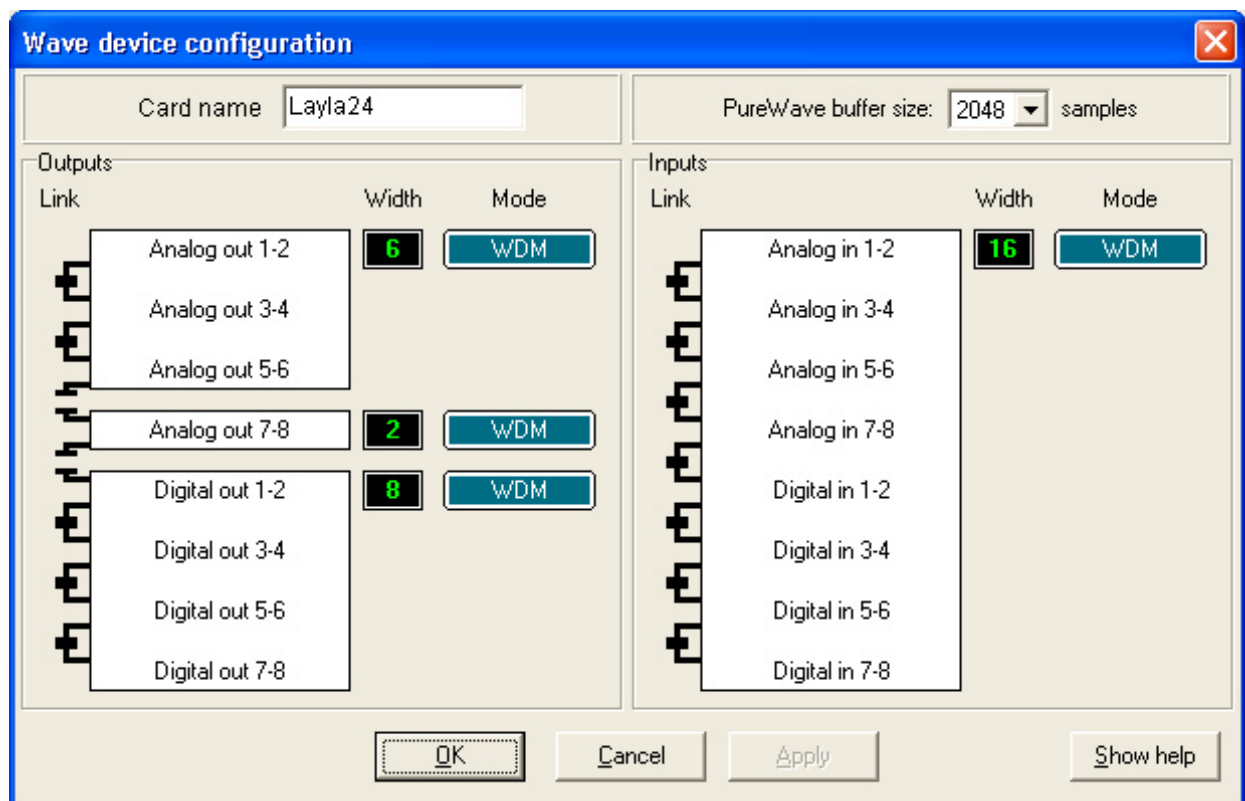 Wave device configuration
Card name Layla24
PureWave buffer size: 2048 samples
Outputs
Link Width Mode
Analog out 1-2 6 WDM
Analog out 3-4
Analog out 5-6
Analog out 7-8 2 WDM
Digital out 1-2 8 WDM
Digital out 3-4
Digital out 5-6
Digital out 7-8
Inputs
Link Width Mode
Analog in 1-2 16 WDM
Analog in 3-4
Analog in 5-6
Analog in 7-8
Digital in 1-2
Digital in 3-4
Digital in 5-6
Digital in 7-8
OK Cancel Apply Show help